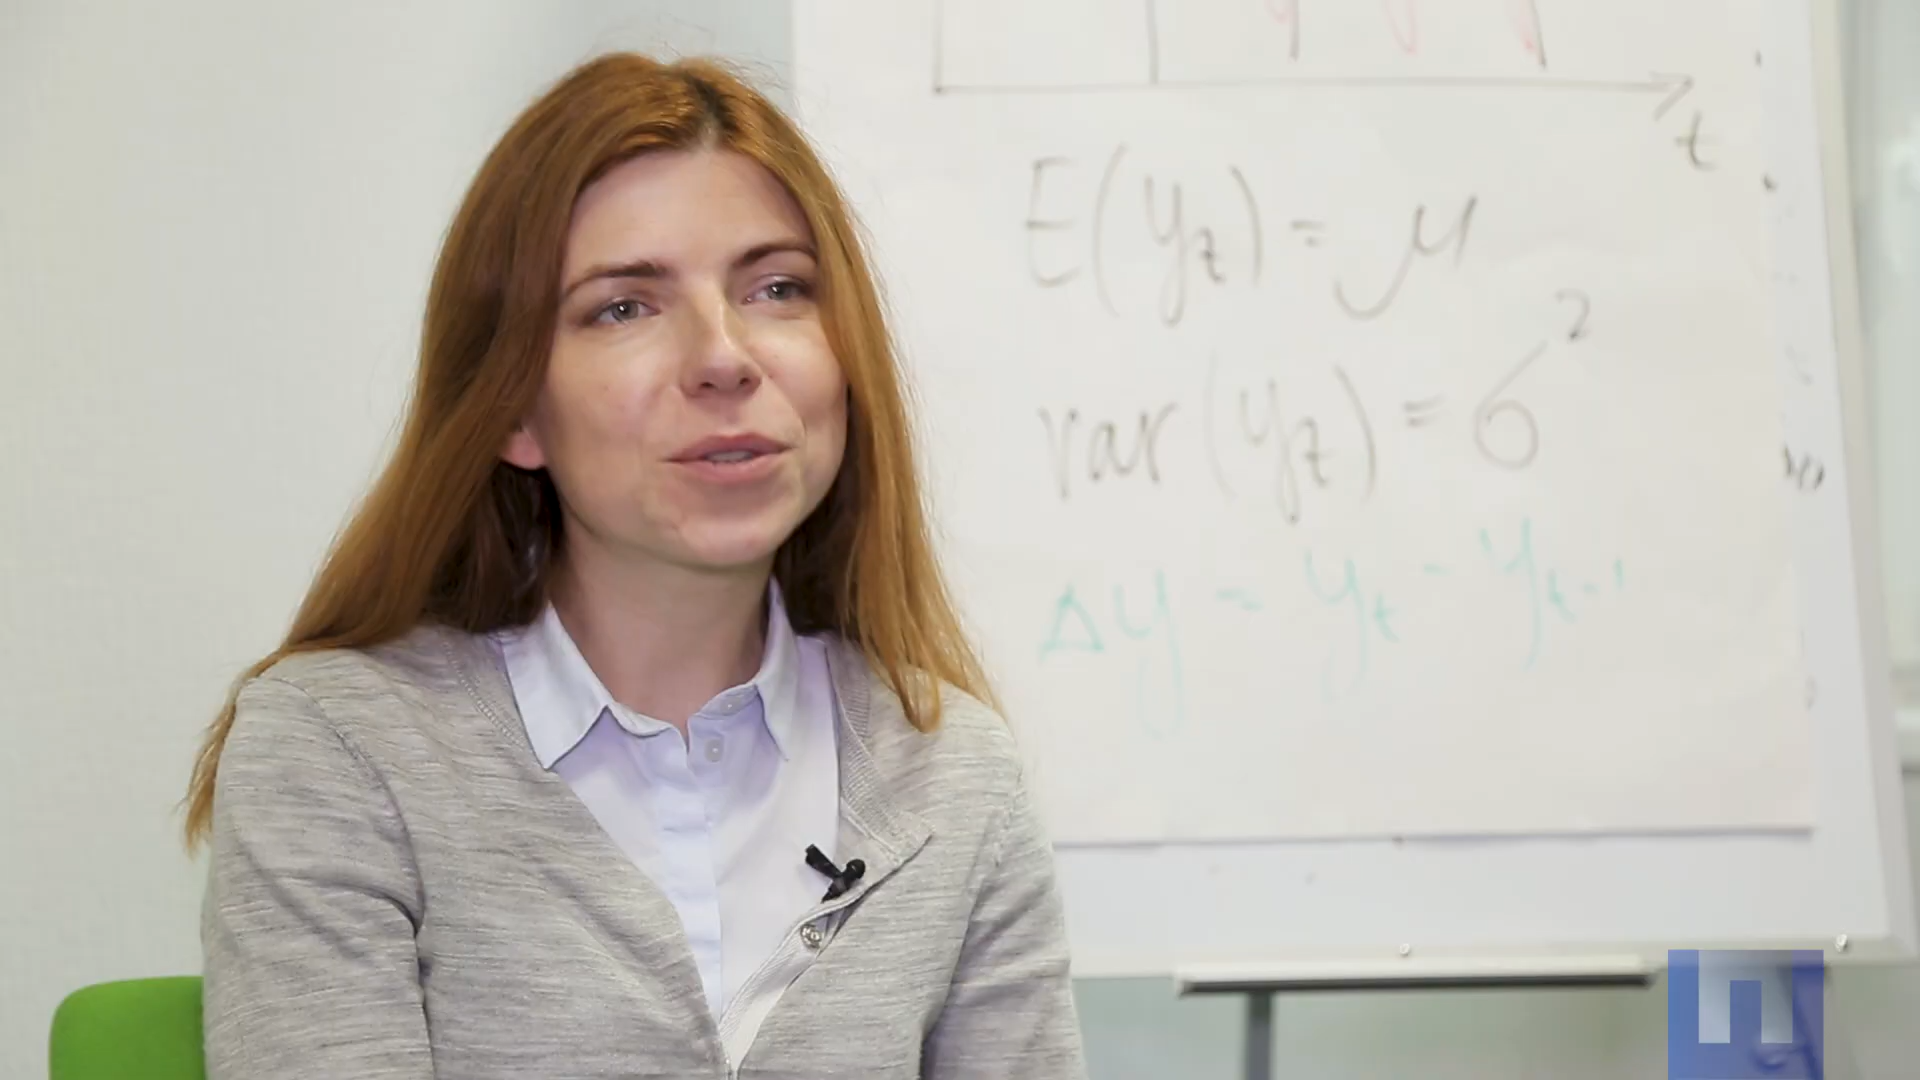 t
E(y_t) = μ
var(y_t) = σ²
Δy = y_t - y_{t-1}